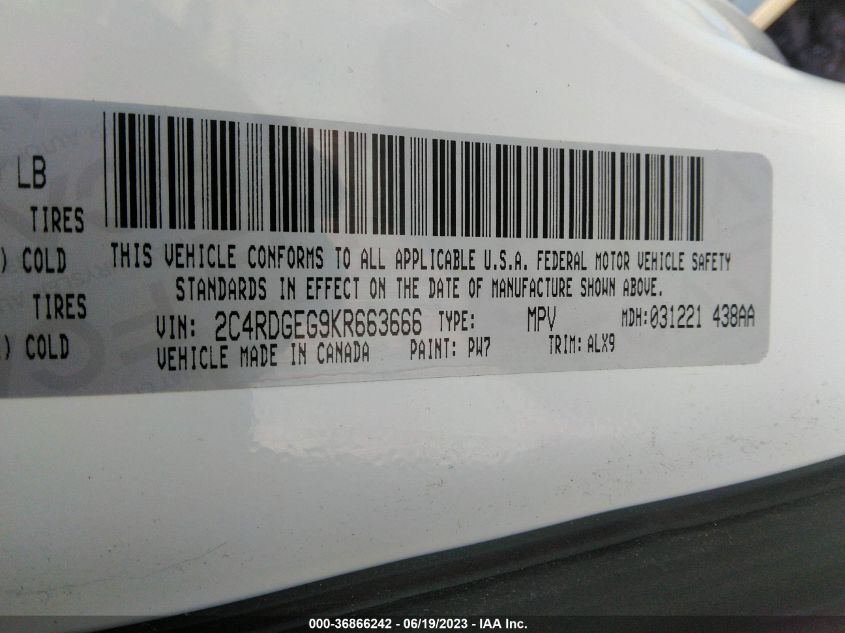 LB
TIRES
) COLD
TIRES
) COLD
THIS VEHICLE CONFORMS TO ALL APPLICABLE U.S.A. FEDERAL MOTOR VEHICLE SAFETY
STANDARDS IN EFFECT ON THE DATE OF MANUFACTURE SHOWN ABOVE.
VIN: 2C4RDGEG9KR663666 TYPE: MPV MDH:031221 438AA
VEHICLE MADE IN CANADA PAINT: PW7 TRIM: ALX9
000-36866242 - 06/19/2023 - IAA Inc.